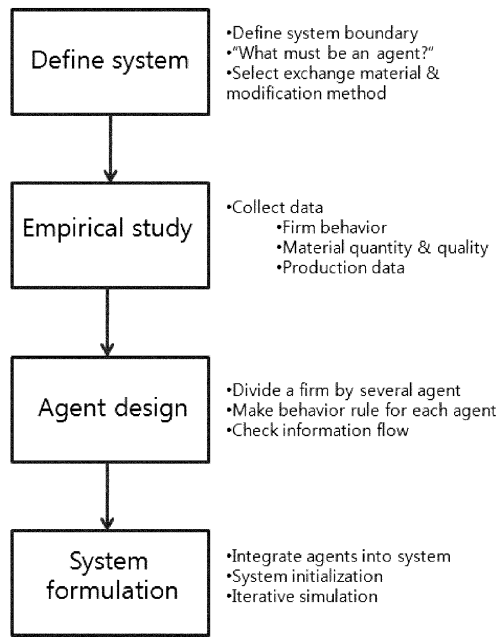 Define system
•Define system boundary
•"What must be an agent?"
•Select exchange material &
modification method
Empirical study
•Collect data
•Firm behavior
•Material quantity & quality
•Production data
Agent design
•Divide a firm by several agent
•Make behavior rule for each agent
•Check information flow
System
formulation
•Integrate agents into system
•System initialization
•Iterative simulation